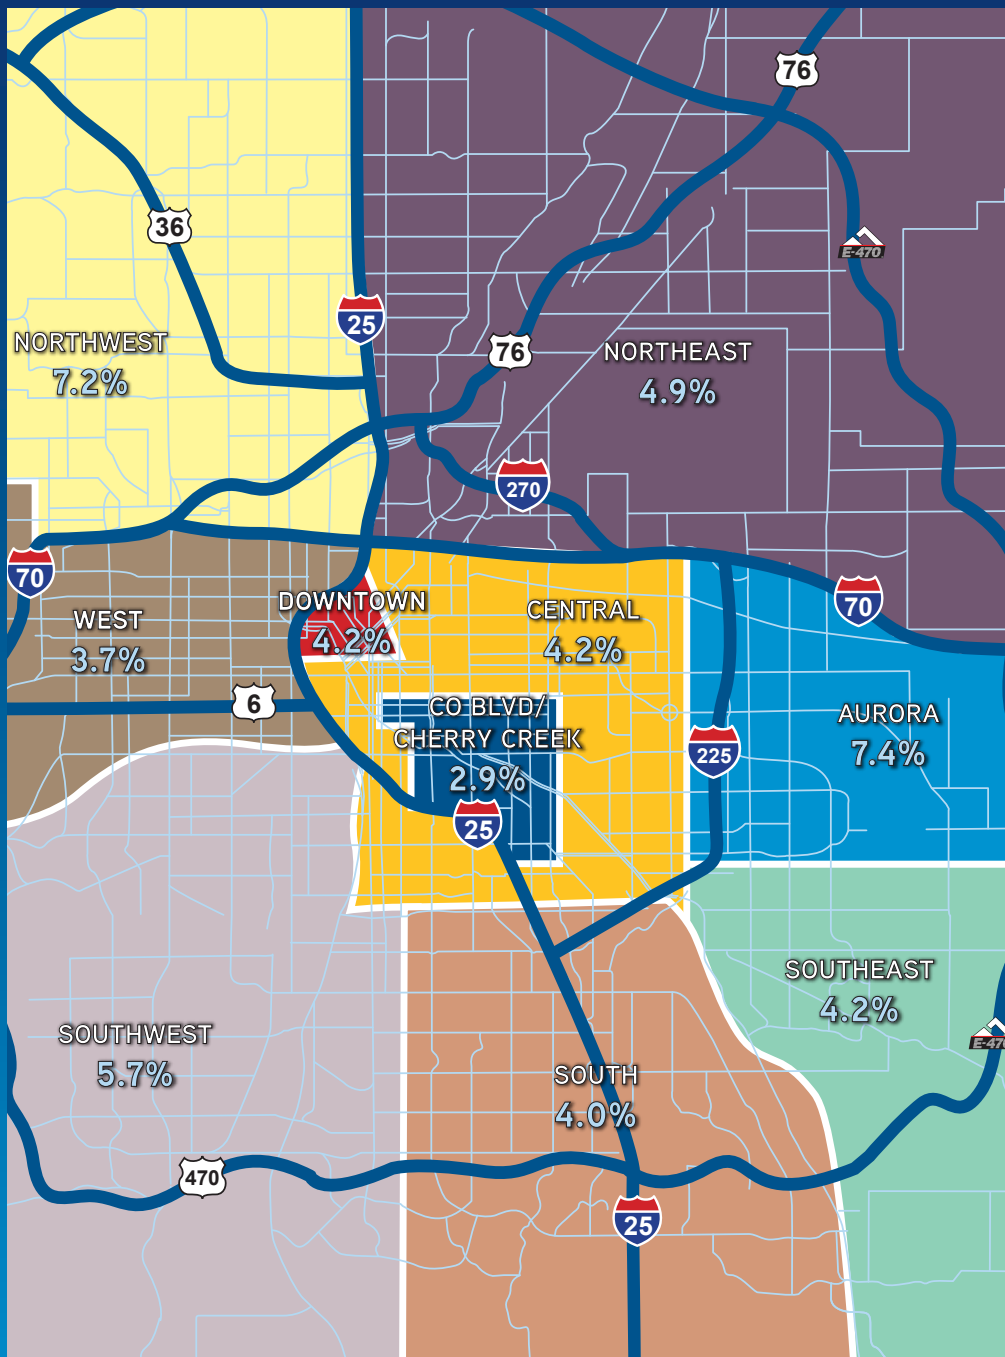 76
36
E-470
25
NORTHWEST
7.2%
76
NORTHEAST
4.9%
270
70
70
DOWNTOWN
4.2%
CENTRAL
4.2%
WEST
3.7%
6
CO BLVD/
CHERRY CREEK
2.9%
AURORA
7.4%
225
25
SOUTHEAST
4.2%
SOUTHWEST
5.7%
E-470
SOUTH
4.0%
470
25